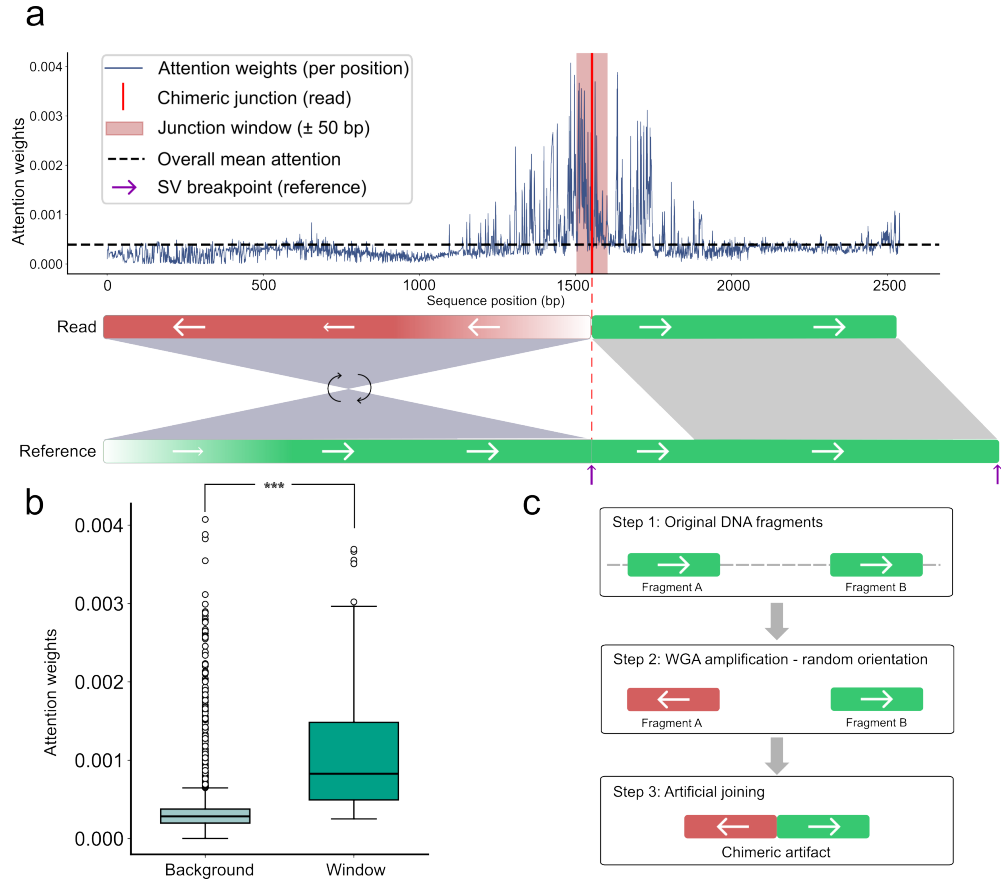 a
0.004
0.003
0.002
0.001
0.000
Attention weights
Attention weights (per position)
Chimeric junction (read)
Junction window (± 50 bp)
Overall mean attention
SV breakpoint (reference)
0
500
1000
1500
2000
2500
Sequence position (bp)
Read
Reference
b
***
0.004
0.003
0.002
0.001
0.000
Attention weights
Background
Window
c
Step 1: Original DNA fragments
Fragment A
Fragment B
Step 2: WGA amplification - random orientation
Fragment A
Fragment B
Step 3: Artificial joining
Chimeric artifact